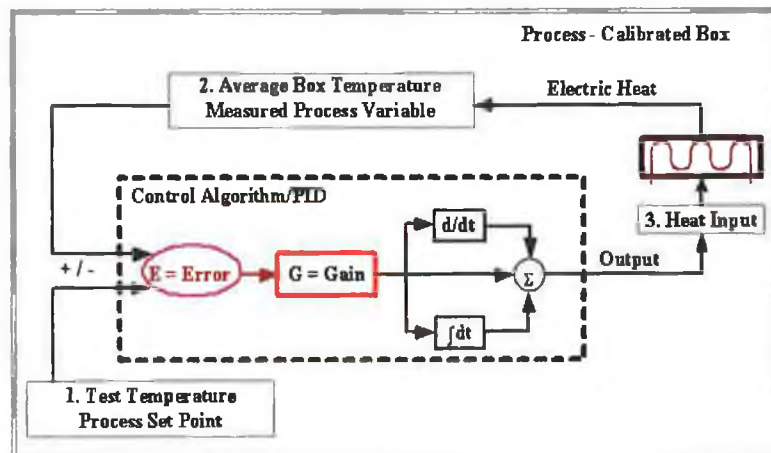 Process - Calibrated Box
2. Average Box Temperature
Measured Process Variable
Electric Heat
Control Algorithm/PID
d/dt
3. Heat Input
+ / -
E = Error
G = Gain
Σ
Output
∫dt
1. Test Temperature
Process Set Point